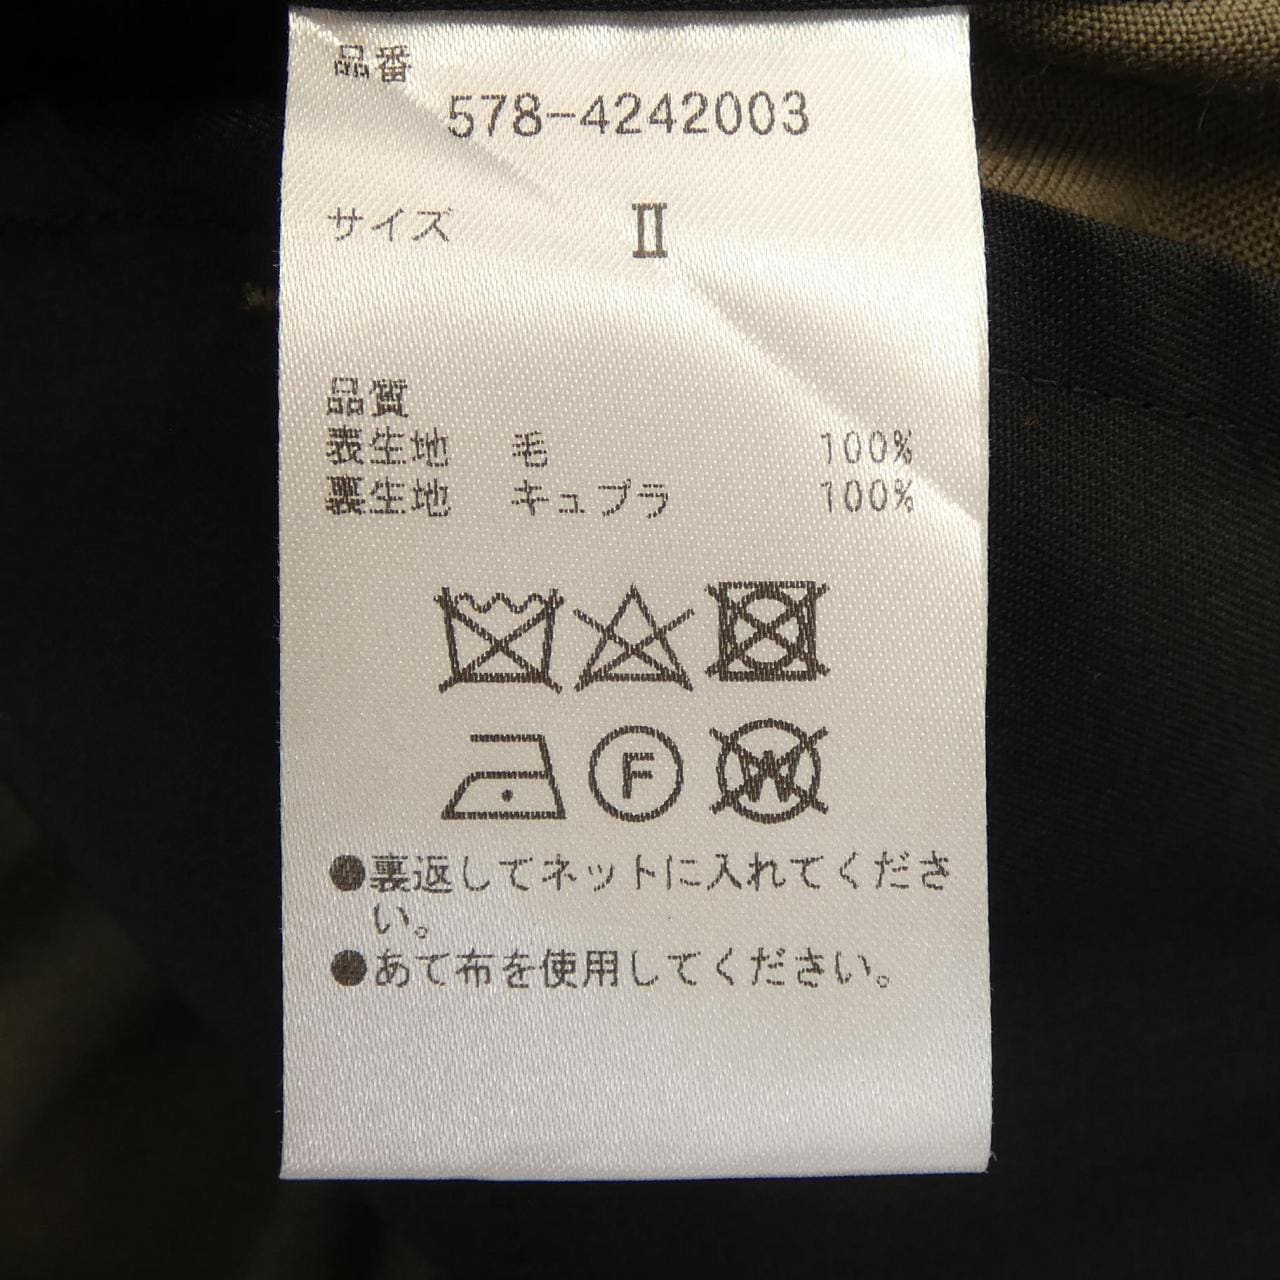 品番
578-4242003
サイズ Ⅱ
品質
表生地 毛 100%
裏生地 キュプラ 100%
F W
●裏返してネットに入れてくださ
い。
●あて布を使用してください。